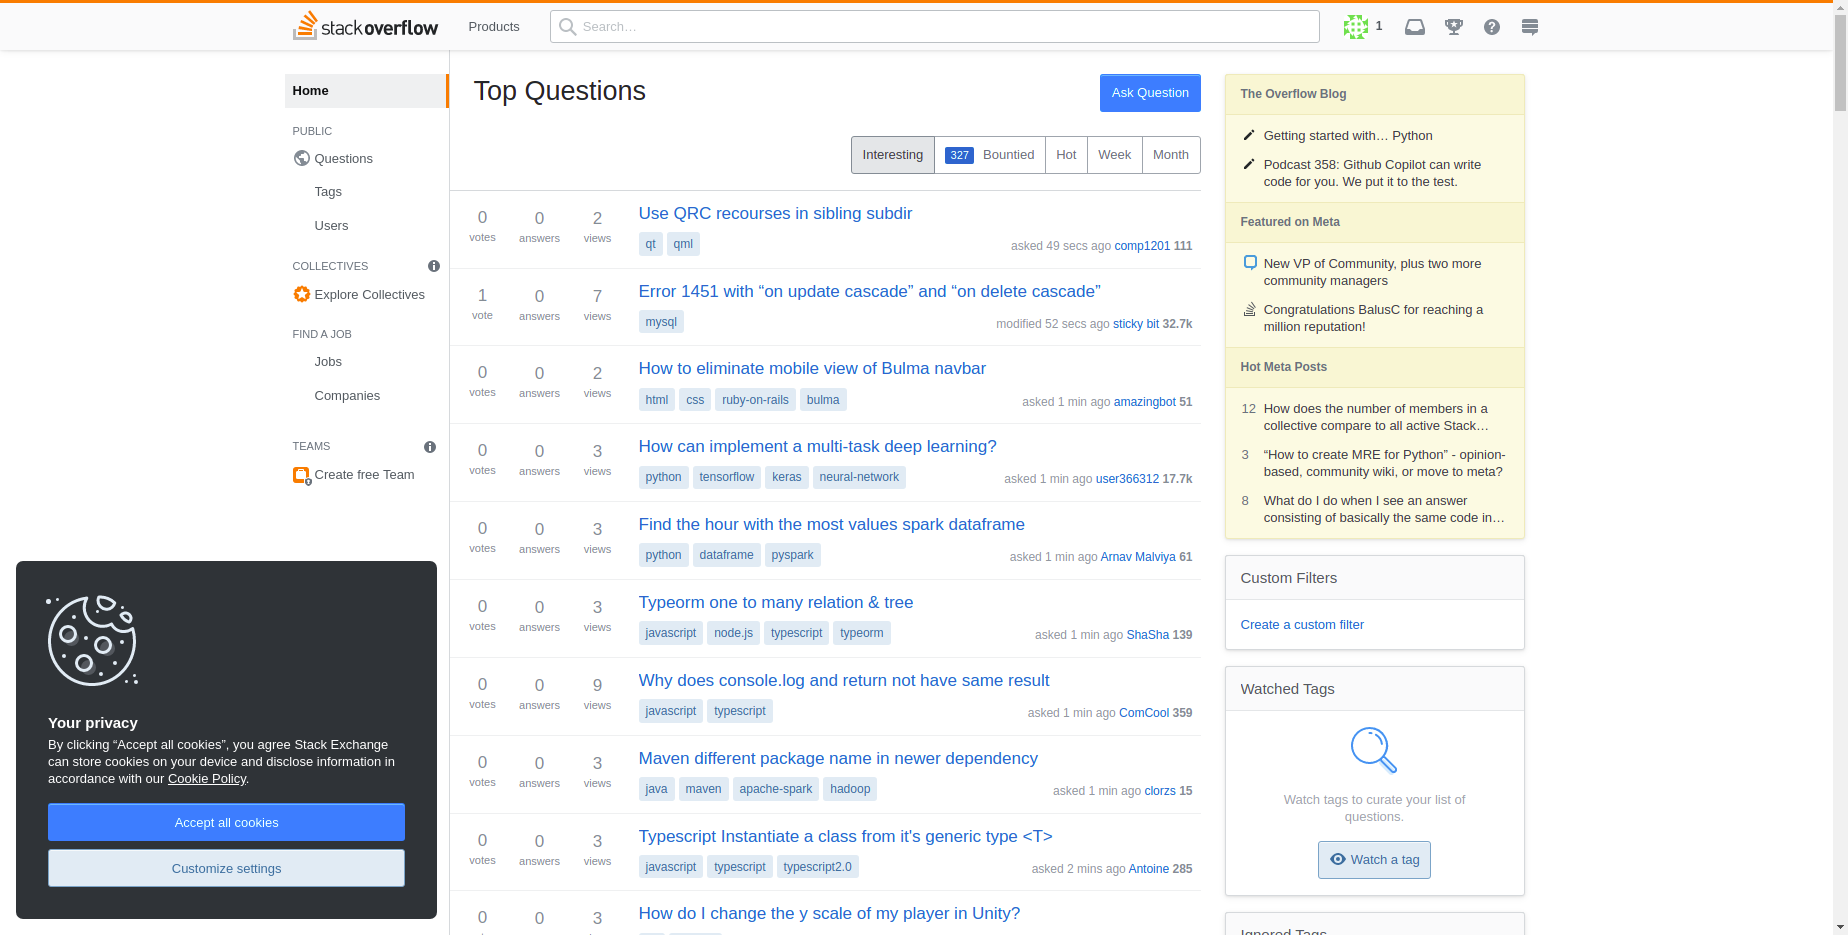 stackoverflow
Products
Search…
1
Home
PUBLIC
Questions
Tags
Users
COLLECTIVES
Explore Collectives
FIND A JOB
Jobs
Companies
TEAMS
Create free Team
Top Questions
Ask Question
Interesting
327 Bountied
Hot
Week
Month
0 votes
0 answers
2 views
Use QRC recourses in sibling subdir
qt qml
asked 49 secs ago comp1201 111
1 vote
0 answers
7 views
Error 1451 with “on update cascade” and “on delete cascade”
mysql
modified 52 secs ago sticky bit 32.7k
0 votes
0 answers
2 views
How to eliminate mobile view of Bulma navbar
html css ruby-on-rails bulma
asked 1 min ago amazingbot 51
0 votes
0 answers
3 views
How can implement a multi-task deep learning?
python tensorflow keras neural-network
asked 1 min ago user366312 17.7k
0 votes
0 answers
3 views
Find the hour with the most values spark dataframe
python dataframe pyspark
asked 1 min ago Arnav Malviya 61
0 votes
0 answers
3 views
Typeorm one to many relation & tree
javascript node.js typescript typeorm
asked 1 min ago ShaSha 139
0 votes
0 answers
9 views
Why does console.log and return not have same result
javascript typescript
asked 1 min ago ComCool 359
0 votes
0 answers
3 views
Maven different package name in newer dependency
java maven apache-spark hadoop
asked 1 min ago clorzs 15
0 votes
0 answers
3 views
Typescript Instantiate a class from it's generic type <T>
javascript typescript typescript2.0
asked 2 mins ago Antoine 285
0
0
3
How do I change the y scale of my player in Unity?
The Overflow Blog
Getting started with… Python
Podcast 358: Github Copilot can write
code for you. We put it to the test.
Featured on Meta
New VP of Community, plus two more
community managers
Congratulations BalusC for reaching a
million reputation!
Hot Meta Posts
12 How does the number of members in a
collective compare to all active Stack…
3 “How to create MRE for Python” - opinion-
based, community wiki, or move to meta?
8 What do I do when I see an answer
consisting of basically the same code in…
Custom Filters
Create a custom filter
Watched Tags
Watch tags to curate your list of
questions.
Watch a tag
Ignored Tags
Your privacy
By clicking “Accept all cookies”, you agree Stack Exchange
can store cookies on your device and disclose information in
accordance with our Cookie Policy.
Accept all cookies
Customize settings